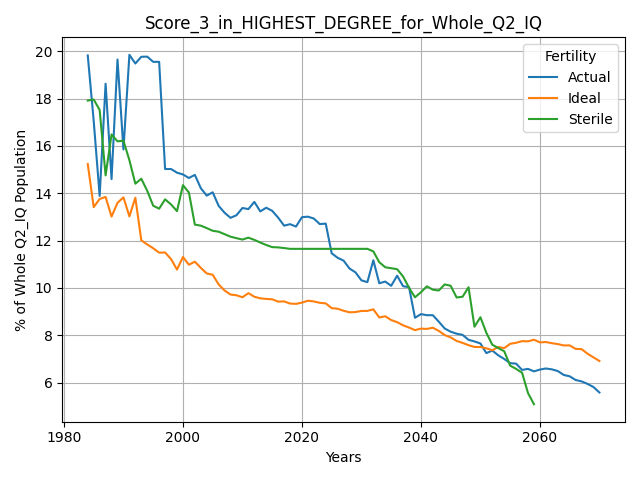 Score_3_in_HIGHEST_DEGREE_for_Whole_Q2_IQ
% of Whole Q2_IQ Population
20
18
16
14
12
10
8
6
Fertility
Actual
Ideal
Sterile
1980
2000
2020
2040
2060
Years